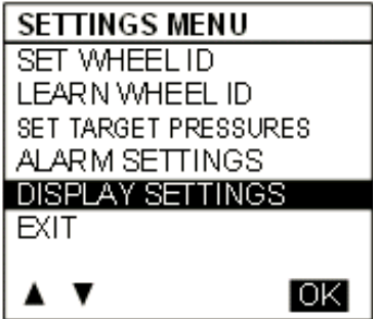 SETTINGS MENU
SET WHEEL ID
LEARN WHEEL ID
SET TARGET PRESSURES
ALARM SETTINGS
DISPLAY SETTINGS
EXIT
▲ ▼ OK